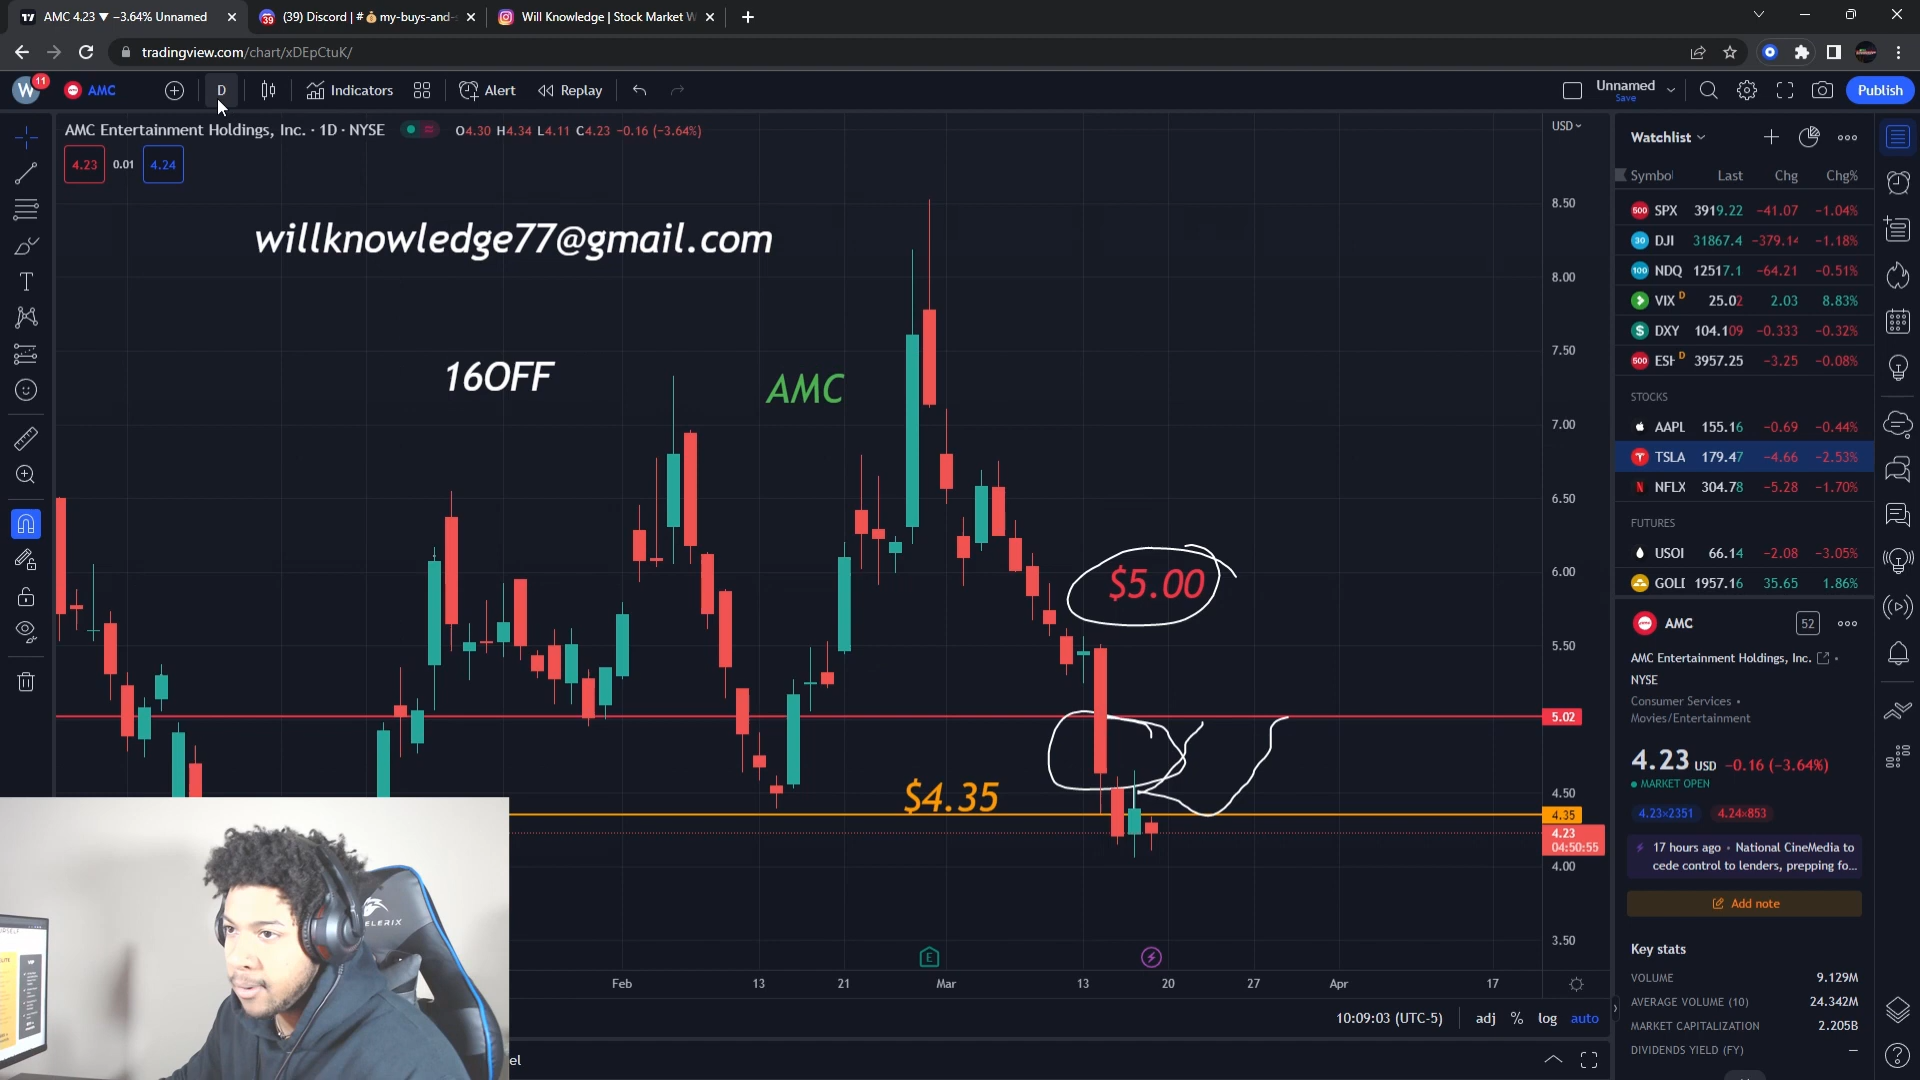 AMC 4.23 ▼ −3.64% Unnamed
(39) Discord | #💰my-buys-and-s
Will Knowledge | Stock Market W
tradingview.com/chart/xDEpCtuK/
W 11 AMC D Indicators Alert Replay Unnamed Save Publish
AMC Entertainment Holdings, Inc. · 1D · NYSE O4.30 H4.34 L4.11 C4.23 −0.16 (−3.64%)
4.23 0.01 4.24
willknowledge77@gmail.com
16OFF
AMC
$5.00
$4.35
USD
8.50
8.00
7.50
7.00
6.50
6.00
5.50
5.02
4.50
4.35
4.23
04:50:55
4.00
3.50
E
Feb 13 21 Mar 13 20 27 Apr 17
10:09:03 (UTC-5) adj % log auto
el
Watchlist
Symbol Last Chg Chg%
500 SPX 3919.22 −41.07 −1.04%
30 DJI 31867.4 −379.14 −1.18%
100 NDQ 12517.1 −64.21 −0.51%
VIX D 25.02 2.03 8.83%
$ DXY 104.109 −0.333 −0.32%
500 ES D 3957.25 −3.25 −0.08%
STOCKS
AAPL 155.16 −0.69 −0.44%
TSLA 179.47 −4.66 −2.53%
N NFLX 304.78 −5.28 −1.70%
FUTURES
USOI 66.14 −2.08 −3.05%
GOLD 1957.16 35.65 1.86%
AMC 52
AMC Entertainment Holdings, Inc.
NYSE
Consumer Services •
Movies/Entertainment
4.23 USD −0.16 (−3.64%)
MARKET OPEN
4.23×2351 4.24×853
17 hours ago • National CineMedia to
cede control to lenders, prepping fo...
Add note
Key stats
VOLUME 9.129M
AVERAGE VOLUME (10) 24.342M
MARKET CAPITALIZATION 2.205B
DIVIDENDS YIELD (FY) —
ELERIX